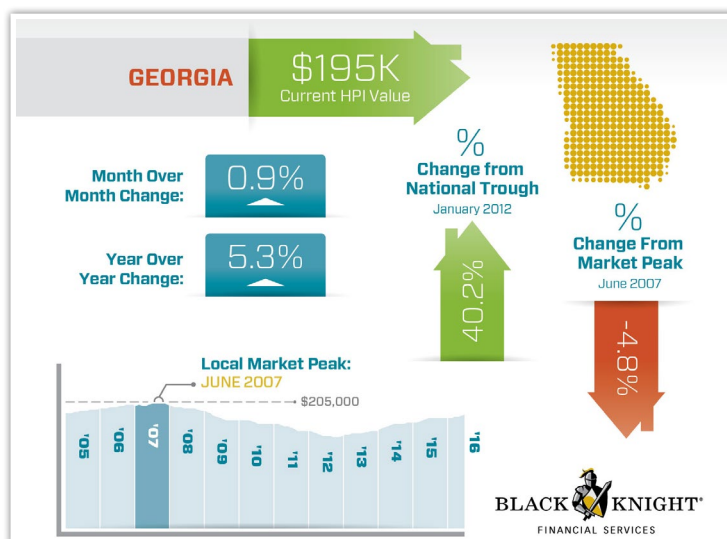 GEORGIA
$195K
Current HPI Value
Month Over
Month Change:
0.9%
Year Over
Year Change:
5.3%
%
Change from
National Trough
January 2012
40.2%
%
Change From
Market Peak
June 2007
-4.8%
Local Market Peak:
JUNE 2007
$205,000
'05
'06
'07
'08
'09
'10
'11
'12
'13
'14
'15
'16
BLACK KNIGHT®
FINANCIAL SERVICES